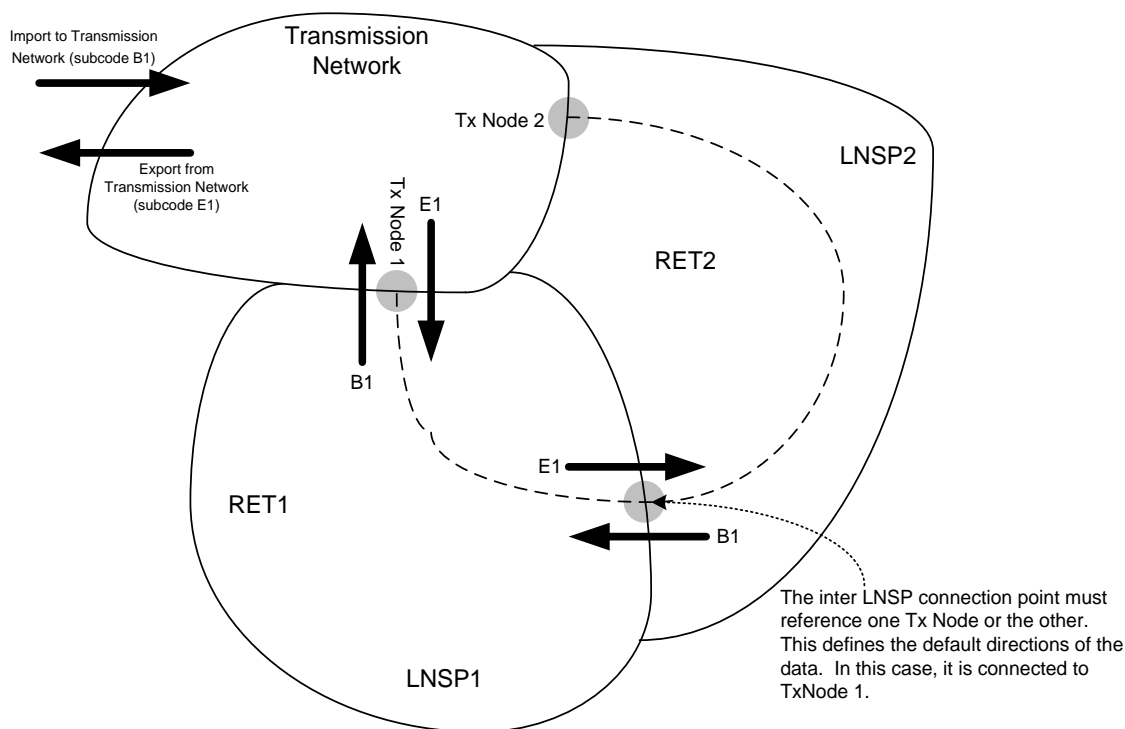 Import to Transmission
Network (subcode B1)
Transmission
Network
Tx Node 2
LNSP2
Export from
Transmission Network
(subcode E1)
Tx Node 1
E1
RET2
B1
E1
RET1
B1
The inter LNSP connection point must
reference one Tx Node or the other.
This defines the default directions of the
data. In this case, it is connected to
TxNode 1.
LNSP1